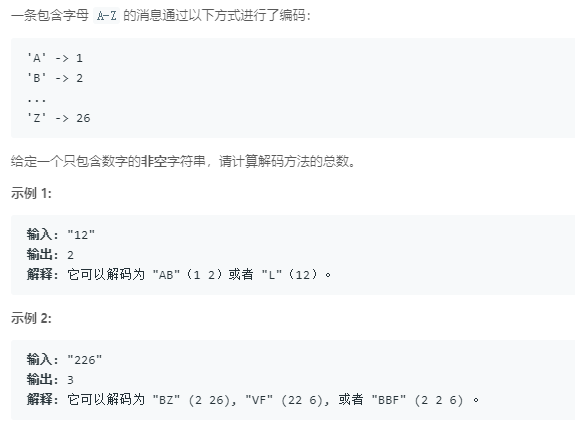 一条包含字母 A-Z 的消息通过以下方式进行了编码：
'A' -> 1
'B' -> 2
...
'Z' -> 26
给定一个只包含数字的非空字符串，请计算解码方法的总数。
示例 1:
输入: "12"
输出: 2
解释: 它可以解码为 "AB"（1 2）或者 "L"（12）。
示例 2:
输入: "226"
输出: 3
解释: 它可以解码为 "BZ" (2 26), "VF" (22 6), 或者 "BBF" (2 2 6) 。